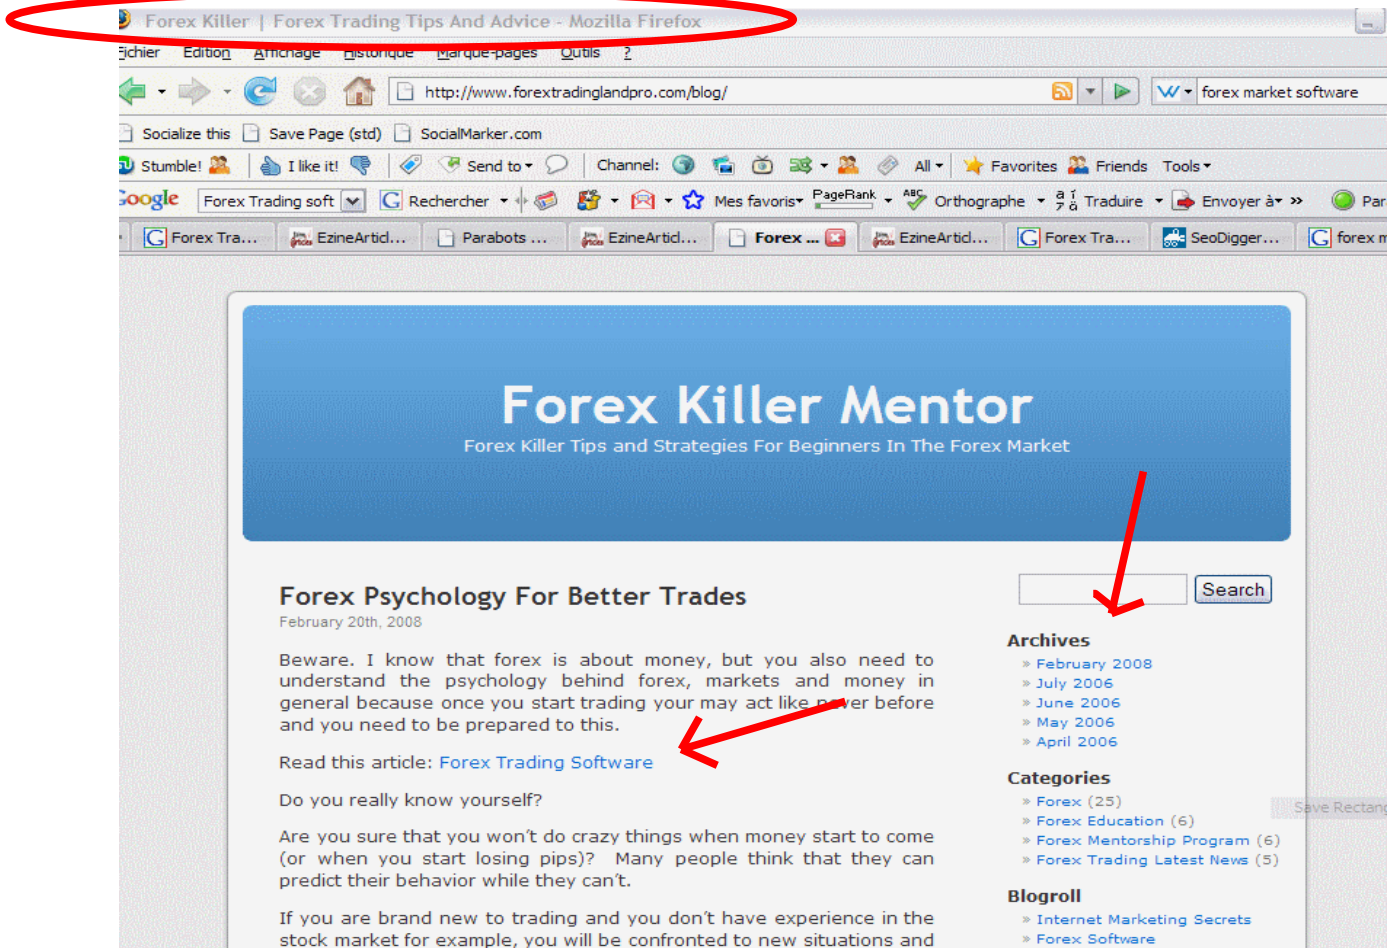 Forex Killer | Forex Trading Tips And Advice - Mozilla Firefox
Fichier Edition Affichage Historique Marque-pages Outils ?
http://www.forextradinglandpro.com/blog/ forex market software
Socialize this Save Page (std) SocialMarker.com
Stumble! I like it! Send to Channel: All Favorites Friends Tools
Google Forex Trading soft Rechercher Mes favoris PageRank ABC Orthographe Traduire Envoyer à Par
Forex Tra... EzineArticl... Parabots ... EzineArticl... Forex ... EzineArticl... Forex Tra... SeoDigger... forex m
Forex Killer Mentor
Forex Killer Tips and Strategies For Beginners In The Forex Market
Forex Psychology For Better Trades
February 20th, 2008
Beware. I know that forex is about money, but you also need to
understand the psychology behind forex, markets and money in
general because once you start trading your may act like never before
and you need to be prepared to this.
Read this article: Forex Trading Software
Do you really know yourself?
Are you sure that you won't do crazy things when money start to come
(or when you start losing pips)? Many people think that they can
predict their behavior while they can't.
If you are brand new to trading and you don't have experience in the
stock market for example, you will be confronted to new situations and
Search
Archives
» February 2008
» July 2006
» June 2006
» May 2006
» April 2006
Categories
» Forex (25)
» Forex Education (6)
» Forex Mentorship Program (6)
» Forex Trading Latest News (5)
Blogroll
» Internet Marketing Secrets
» Forex Software
Save Rectang